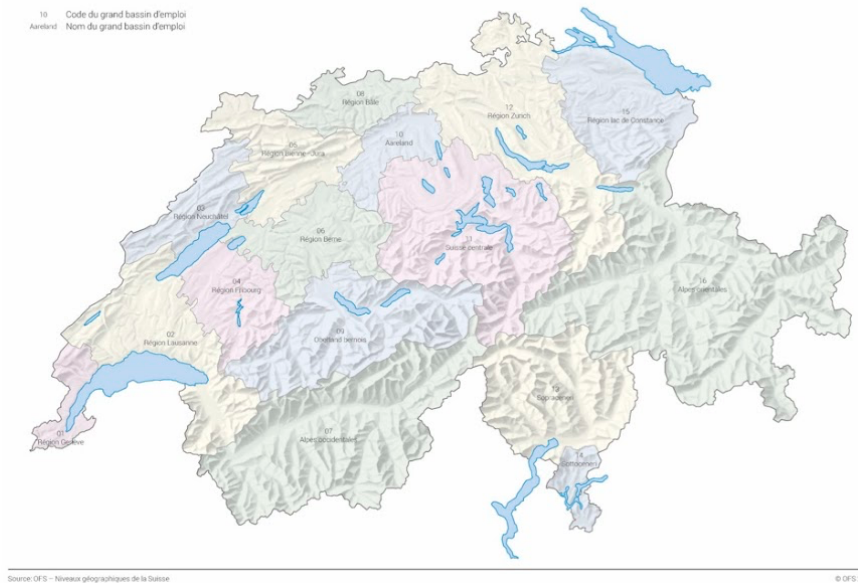 10 Code du grand bassin d'emploi
Aareland Nom du grand bassin d'emploi
08
Région Bâle
12
Région Zurich
15
Région lac de Constance
10
Aareland
05
Région Bienne-Jura
03
Région Neuchâtel
06
Région Berne
11
Suisse centrale
04
Région Fribourg
16
Alpes orientales
02
Région Lausanne
09
Oberland bernois
13
Sopraceneri
01
Région Genève
07
Alpes occidentales
14
Sottoceneri
Source: OFS – Niveaux géographiques de la Suisse
© OFS